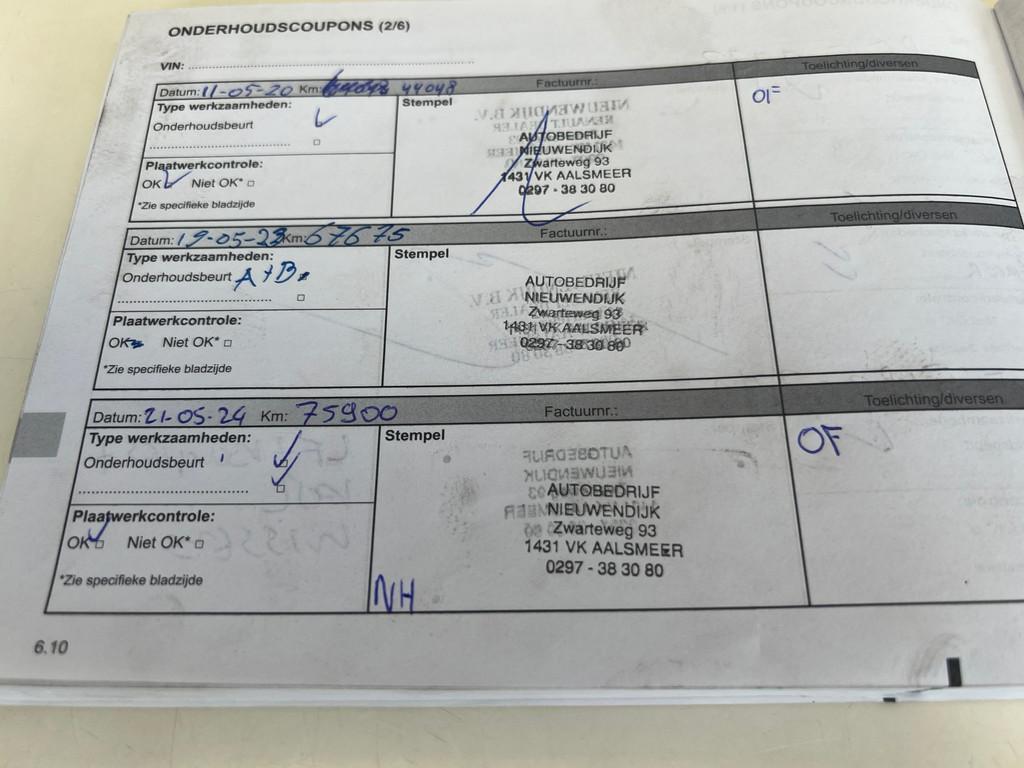 ONDERHOUDSCOUPONS (2/6)
VIN:
Datum: 11-05-20 Km: 44048 Factuurnr.: Toelichting/diversen
Type werkzaamheden: Stempel
OF
Onderhoudsbeurt
AUTOBEDRIJF
NIEUWENDIJK
Zwarteweg 93
1431 VK AALSMEER
0297 - 38 30 80
Plaatwerkcontrole:
OK Niet OK*
*Zie specifieke bladzijde
Datum: 19-05-23 Km: 67675 Factuurnr.: Toelichting/diversen
Type werkzaamheden: Stempel
Onderhoudsbeurt A+B
AUTOBEDRIJF
NIEUWENDIJK
Zwarteweg 93
1431 VK AALSMEER
0297 - 38 30 80
Plaatwerkcontrole:
OK Niet OK*
*Zie specifieke bladzijde
Datum: 21-05-24 Km: 75900 Factuurnr.: Toelichting/diversen
Type werkzaamheden: Stempel
OF
Onderhoudsbeurt
AUTOBEDRIJF
NIEUWENDIJK
Zwarteweg 93
1431 VK AALSMEER
0297 - 38 30 80
Plaatwerkcontrole:
OK Niet OK*
*Zie specifieke bladzijde
NH
6.10